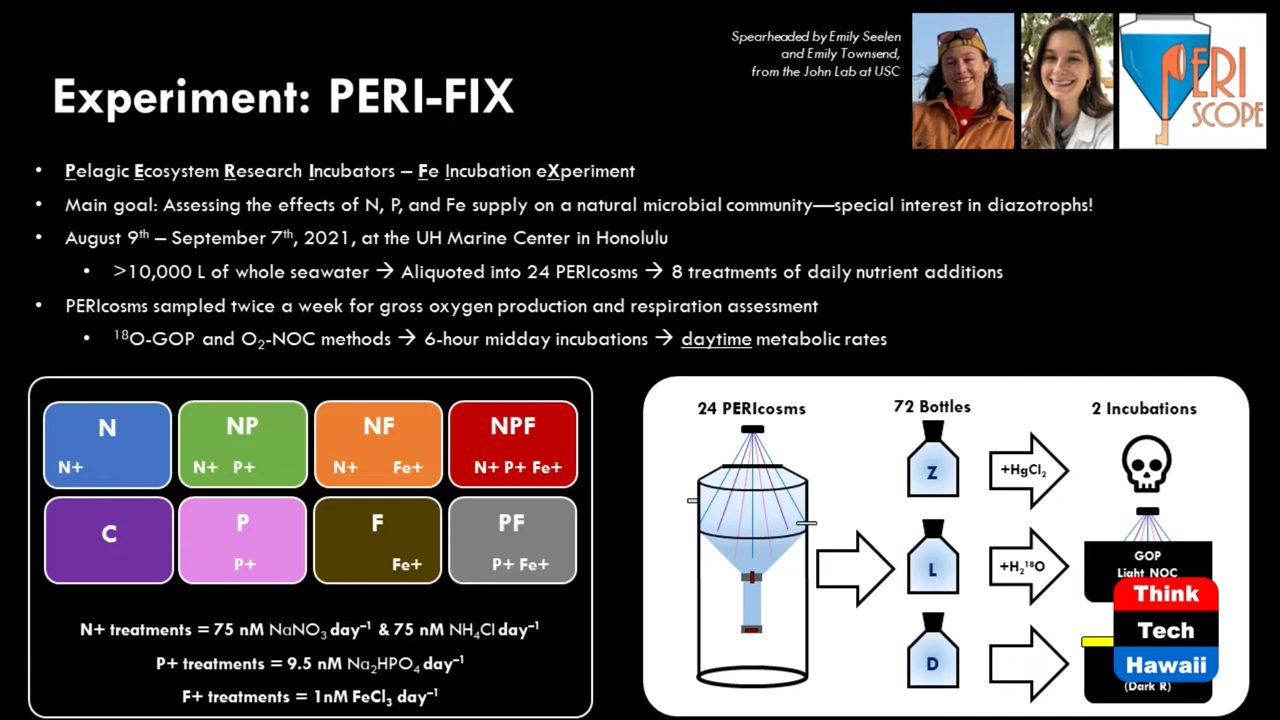 Spearheaded by Emily Seelen
and Emily Townsend,
from the John Lab at USC
PERI
SCOPE
Experiment: PERI-FIX
• Pelagic Ecosystem Research Incubators – Fe Incubation eXperiment
• Main goal: Assessing the effects of N, P, and Fe supply on a natural microbial community—special interest in diazotrophs!
• August 9th – September 7th, 2021, at the UH Marine Center in Honolulu
• >10,000 L of whole seawater → Aliquoted into 24 PERIcosms → 8 treatments of daily nutrient additions
• PERIcosms sampled twice a week for gross oxygen production and respiration assessment
• ¹⁸O-GOP and O₂-NOC methods → 6-hour midday incubations → daytime metabolic rates
N NP NF NPF
N+ N+ P+ N+ Fe+ N+ P+ Fe+
C P F PF
P+ Fe+ P+ Fe+
N+ treatments = 75 nM NaNO₃ day⁻¹ & 75 nM NH₄Cl day⁻¹
P+ treatments = 9.5 nM Na₂HPO₄ day⁻¹
F+ treatments = 1nM FeCl₃ day⁻¹
24 PERIcosms 72 Bottles 2 Incubations
Z +HgCl₂
L +H₂¹⁸O
GOP
Light NOC
D
(Dark R)
Think
Tech
Hawaii